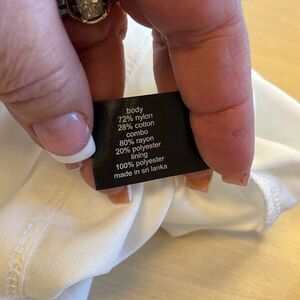 body
72% nylon
28% cotton
combo
80% rayon
20% polyester
lining
100% polyester
made in sri lanka